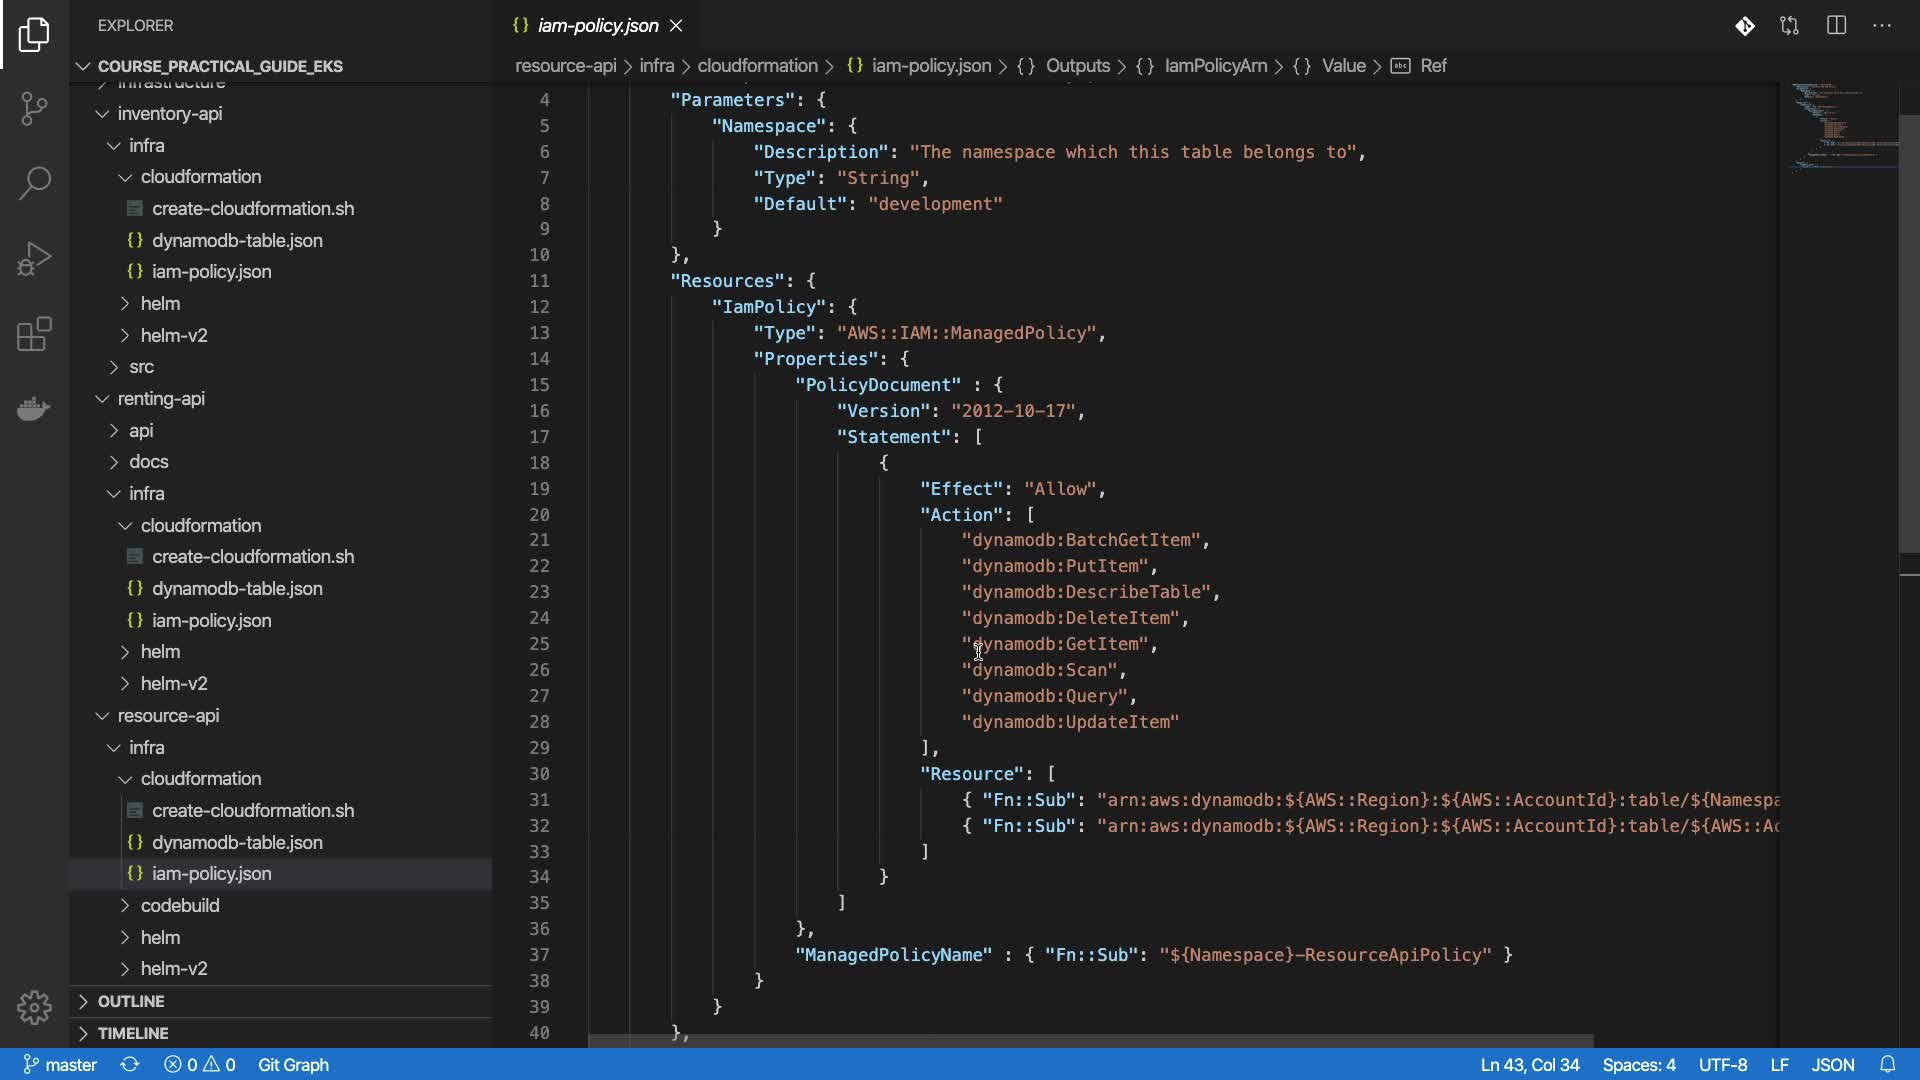 EXPLORER
COURSE_PRACTICAL_GUIDE_EKS
infrastructure
inventory-api
infra
cloudformation
create-cloudformation.sh
dynamodb-table.json
iam-policy.json
helm
helm-v2
src
renting-api
api
docs
infra
cloudformation
create-cloudformation.sh
dynamodb-table.json
iam-policy.json
helm
helm-v2
resource-api
infra
cloudformation
create-cloudformation.sh
dynamodb-table.json
iam-policy.json
codebuild
helm
helm-v2
OUTLINE
TIMELINE
{} iam-policy.json
resource-api > infra > cloudformation > {} iam-policy.json > {} Outputs > {} IamPolicyArn > {} Value > abc Ref
4 "Parameters": {
5 "Namespace": {
6 "Description": "The namespace which this table belongs to",
7 "Type": "String",
8 "Default": "development"
9 }
10 },
11 "Resources": {
12 "IamPolicy": {
13 "Type": "AWS::IAM::ManagedPolicy",
14 "Properties": {
15 "PolicyDocument" : {
16 "Version": "2012-10-17",
17 "Statement": [
18 {
19 "Effect": "Allow",
20 "Action": [
21 "dynamodb:BatchGetItem",
22 "dynamodb:PutItem",
23 "dynamodb:DescribeTable",
24 "dynamodb:DeleteItem",
25 "dynamodb:GetItem",
26 "dynamodb:Scan",
27 "dynamodb:Query",
28 "dynamodb:UpdateItem"
29 ],
30 "Resource": [
31 { "Fn::Sub": "arn:aws:dynamodb:${AWS::Region}:${AWS::AccountId}:table/${Namespa
32 { "Fn::Sub": "arn:aws:dynamodb:${AWS::Region}:${AWS::AccountId}:table/${AWS::Ac
33 ]
34 }
35 ]
36 },
37 "ManagedPolicyName" : { "Fn::Sub": "${Namespace}-ResourceApiPolicy" }
38 }
39 }
40 },
master 0 0 Git Graph Ln 43, Col 34 Spaces: 4 UTF-8 LF JSON